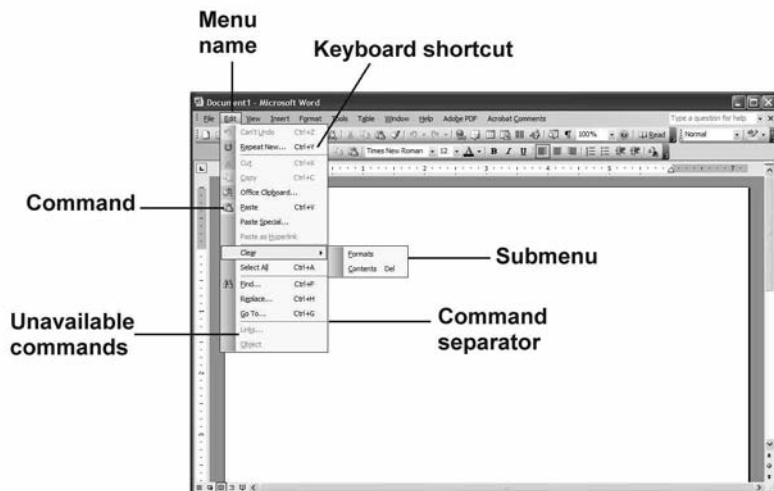 Menu
name
Keyboard shortcut
Document1 - Microsoft Word
File Edit View Insert Format Tools Table Window Help Adobe PDF Acrobat Comments
Type a question for help
Can't Undo Ctrl+Z
100%
Read
Normal
Repeat New... Ctrl+Y
Times New Roman 12 A B I U
Cut Ctrl+X
Copy Ctrl+C
Office Clipboard...
Command
Paste Ctrl+V
Paste Special...
Paste as Hyperlink
Clear
Formats
Submenu
Select All Ctrl+A
Contents Del
Find... Ctrl+F
Replace... Ctrl+H
Go To... Ctrl+G
Command
separator
Unavailable
commands
Links...
Object